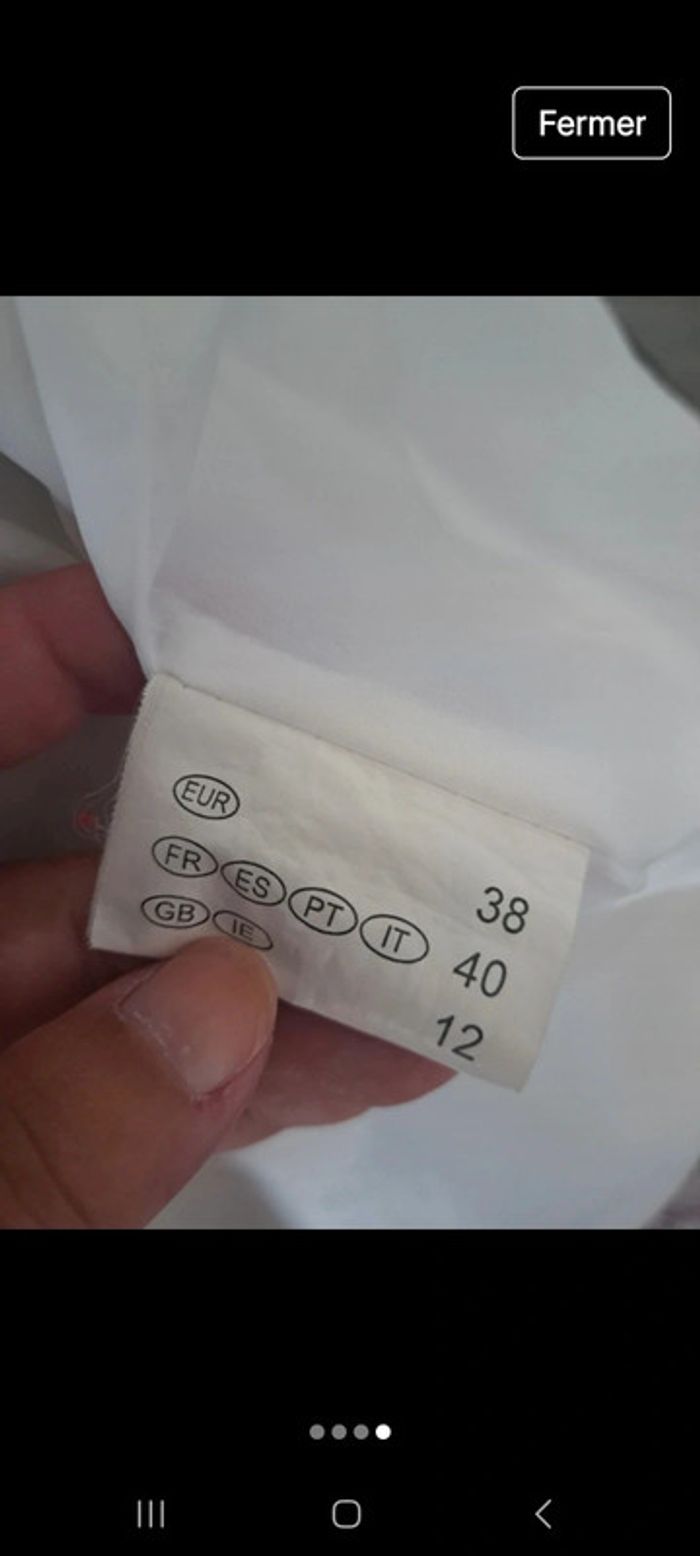 Fermer
EUR 38
FR ES PT IT 40
GB IE 12